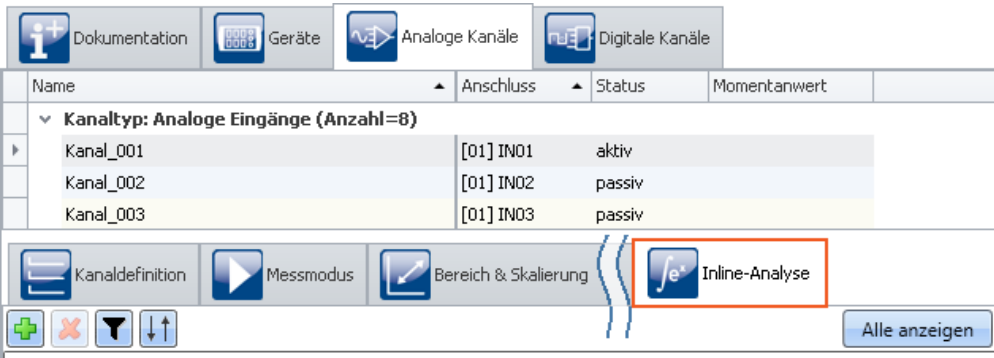 Dokumentation Geräte Analoge Kanäle Digitale Kanäle
Name Anschluss Status Momentanwert
Kanaltyp: Analoge Eingänge (Anzahl=8)
Kanal_001 [01] IN01 aktiv
Kanal_002 [01] IN02 passiv
Kanal_003 [01] IN03 passiv
Kanaldefinition Messmodus Bereich & Skalierung Inline-Analyse
Alle anzeigen